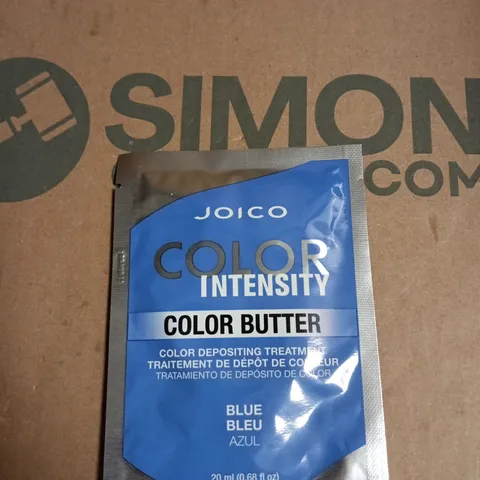 SIMON
COM
JOICO
COLOR
INTENSITY
COLOR BUTTER
COLOR DEPOSITING TREATMENT
TRAITEMENT DE DÉPÔT DE COULEUR
TRATAMIENTO DE DEPÓSITO DE COLOR
BLUE
BLEU
AZUL
20 ml (0.68 fl oz)